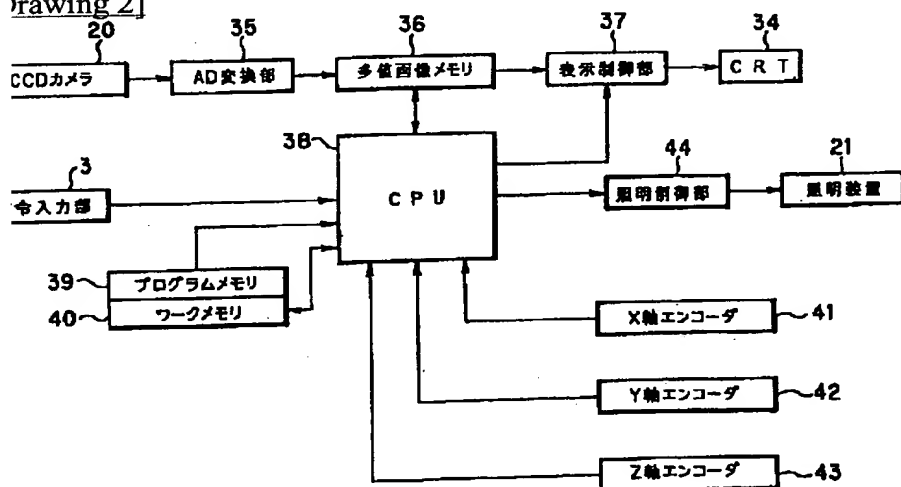 rawing 2]
20 35 36 37 34
CCDカメラ AD変換部 多値画像メモリ 表示制御部 CRT
38
3 CPU 44 21
令入力部 照明制御部 照明装置
39 プログラムメモリ
40 ワークメモリ
X軸エンコーダ 41
Y軸エンコーダ 42
Z軸エンコーダ 43